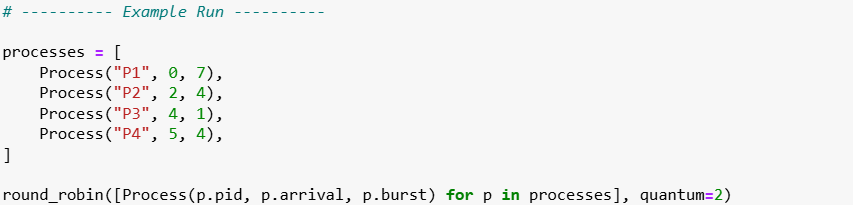 # ---------- Example Run ----------
processes = [
    Process("P1", 0, 7),
    Process("P2", 2, 4),
    Process("P3", 4, 1),
    Process("P4", 5, 4),
]
round_robin([Process(p.pid, p.arrival, p.burst) for p in processes], quantum=2)